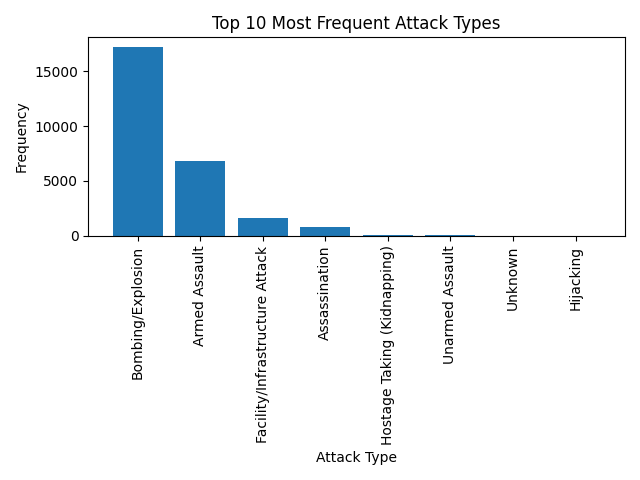 Top 10 Most Frequent Attack Types
Frequency
15000
10000
5000
0
Bombing/Explosion
Armed Assault
Facility/Infrastructure Attack
Assassination
Hostage Taking (Kidnapping)
Unarmed Assault
Unknown
Hijacking
Attack Type